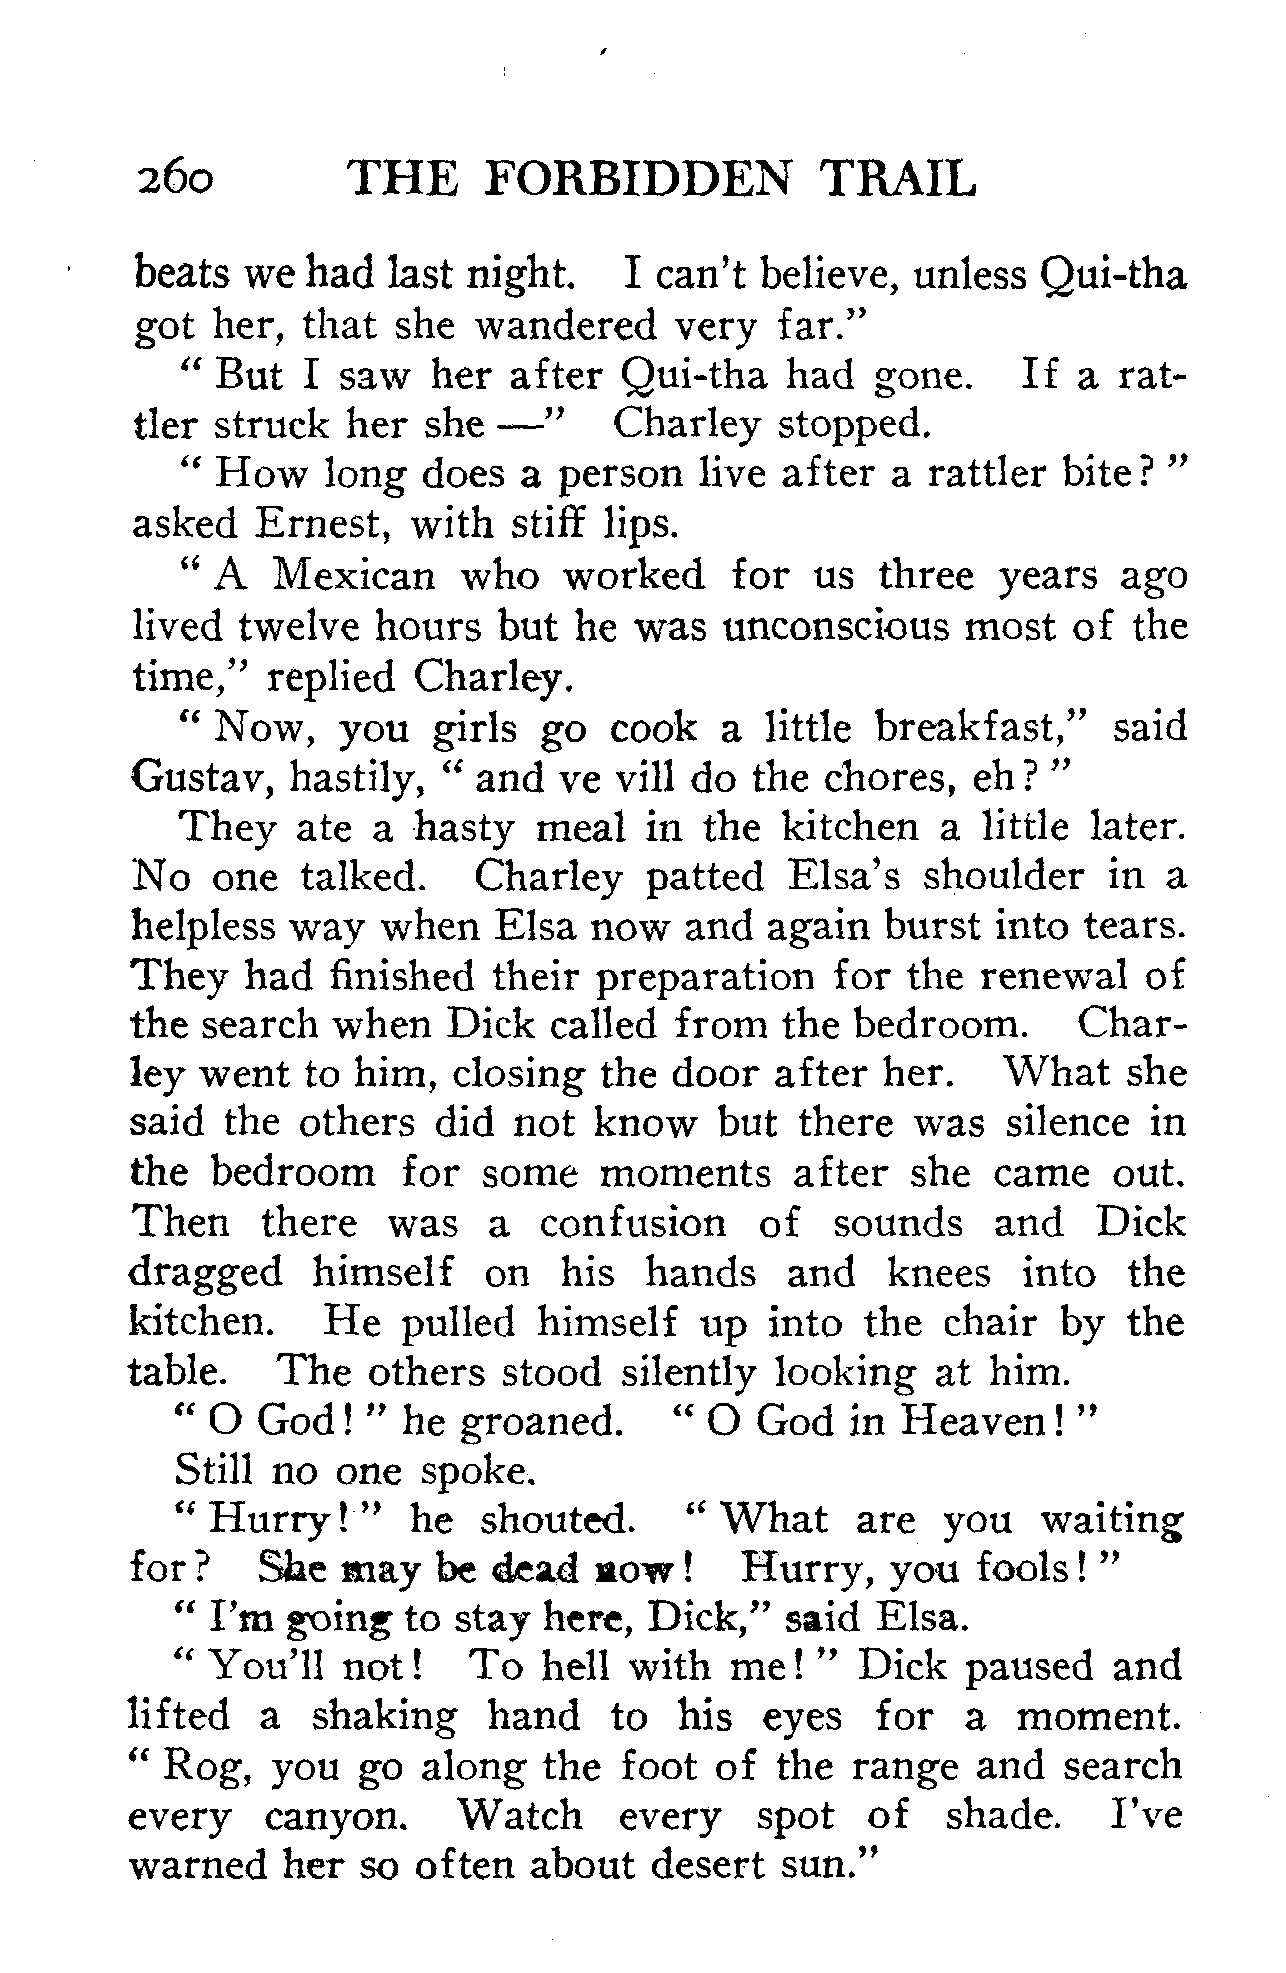 260 THE FORBIDDEN TRAIL
beats we had last night. I can't believe, unless Qui-tha
got her, that she wandered very far."
" But I saw her after Qui-tha had gone. If a rat-
tler struck her she —" Charley stopped.
" How long does a person live after a rattler bite? "
asked Ernest, with stiff lips.
" A Mexican who worked for us three years ago
lived twelve hours but he was unconscious most of the
time," replied Charley.
" Now, you girls go cook a little breakfast," said
Gustav, hastily, " and ve vill do the chores, eh? "
They ate a hasty meal in the kitchen a little later.
No one talked. Charley patted Elsa's shoulder in a
helpless way when Elsa now and again burst into tears.
They had finished their preparation for the renewal of
the search when Dick called from the bedroom. Char-
ley went to him, closing the door after her. What she
said the others did not know but there was silence in
the bedroom for some moments after she came out.
Then there was a confusion of sounds and Dick
dragged himself on his hands and knees into the
kitchen. He pulled himself up into the chair by the
table. The others stood silently looking at him.
" O God! " he groaned. " O God in Heaven! "
Still no one spoke.
" Hurry! " he shouted. " What are you waiting
for? She may be dead now! Hurry, you fools! "
" I'm going to stay here, Dick," said Elsa.
" You'll not! To hell with me! " Dick paused and
lifted a shaking hand to his eyes for a moment.
" Rog, you go along the foot of the range and search
every canyon. Watch every spot of shade. I've
warned her so often about desert sun."